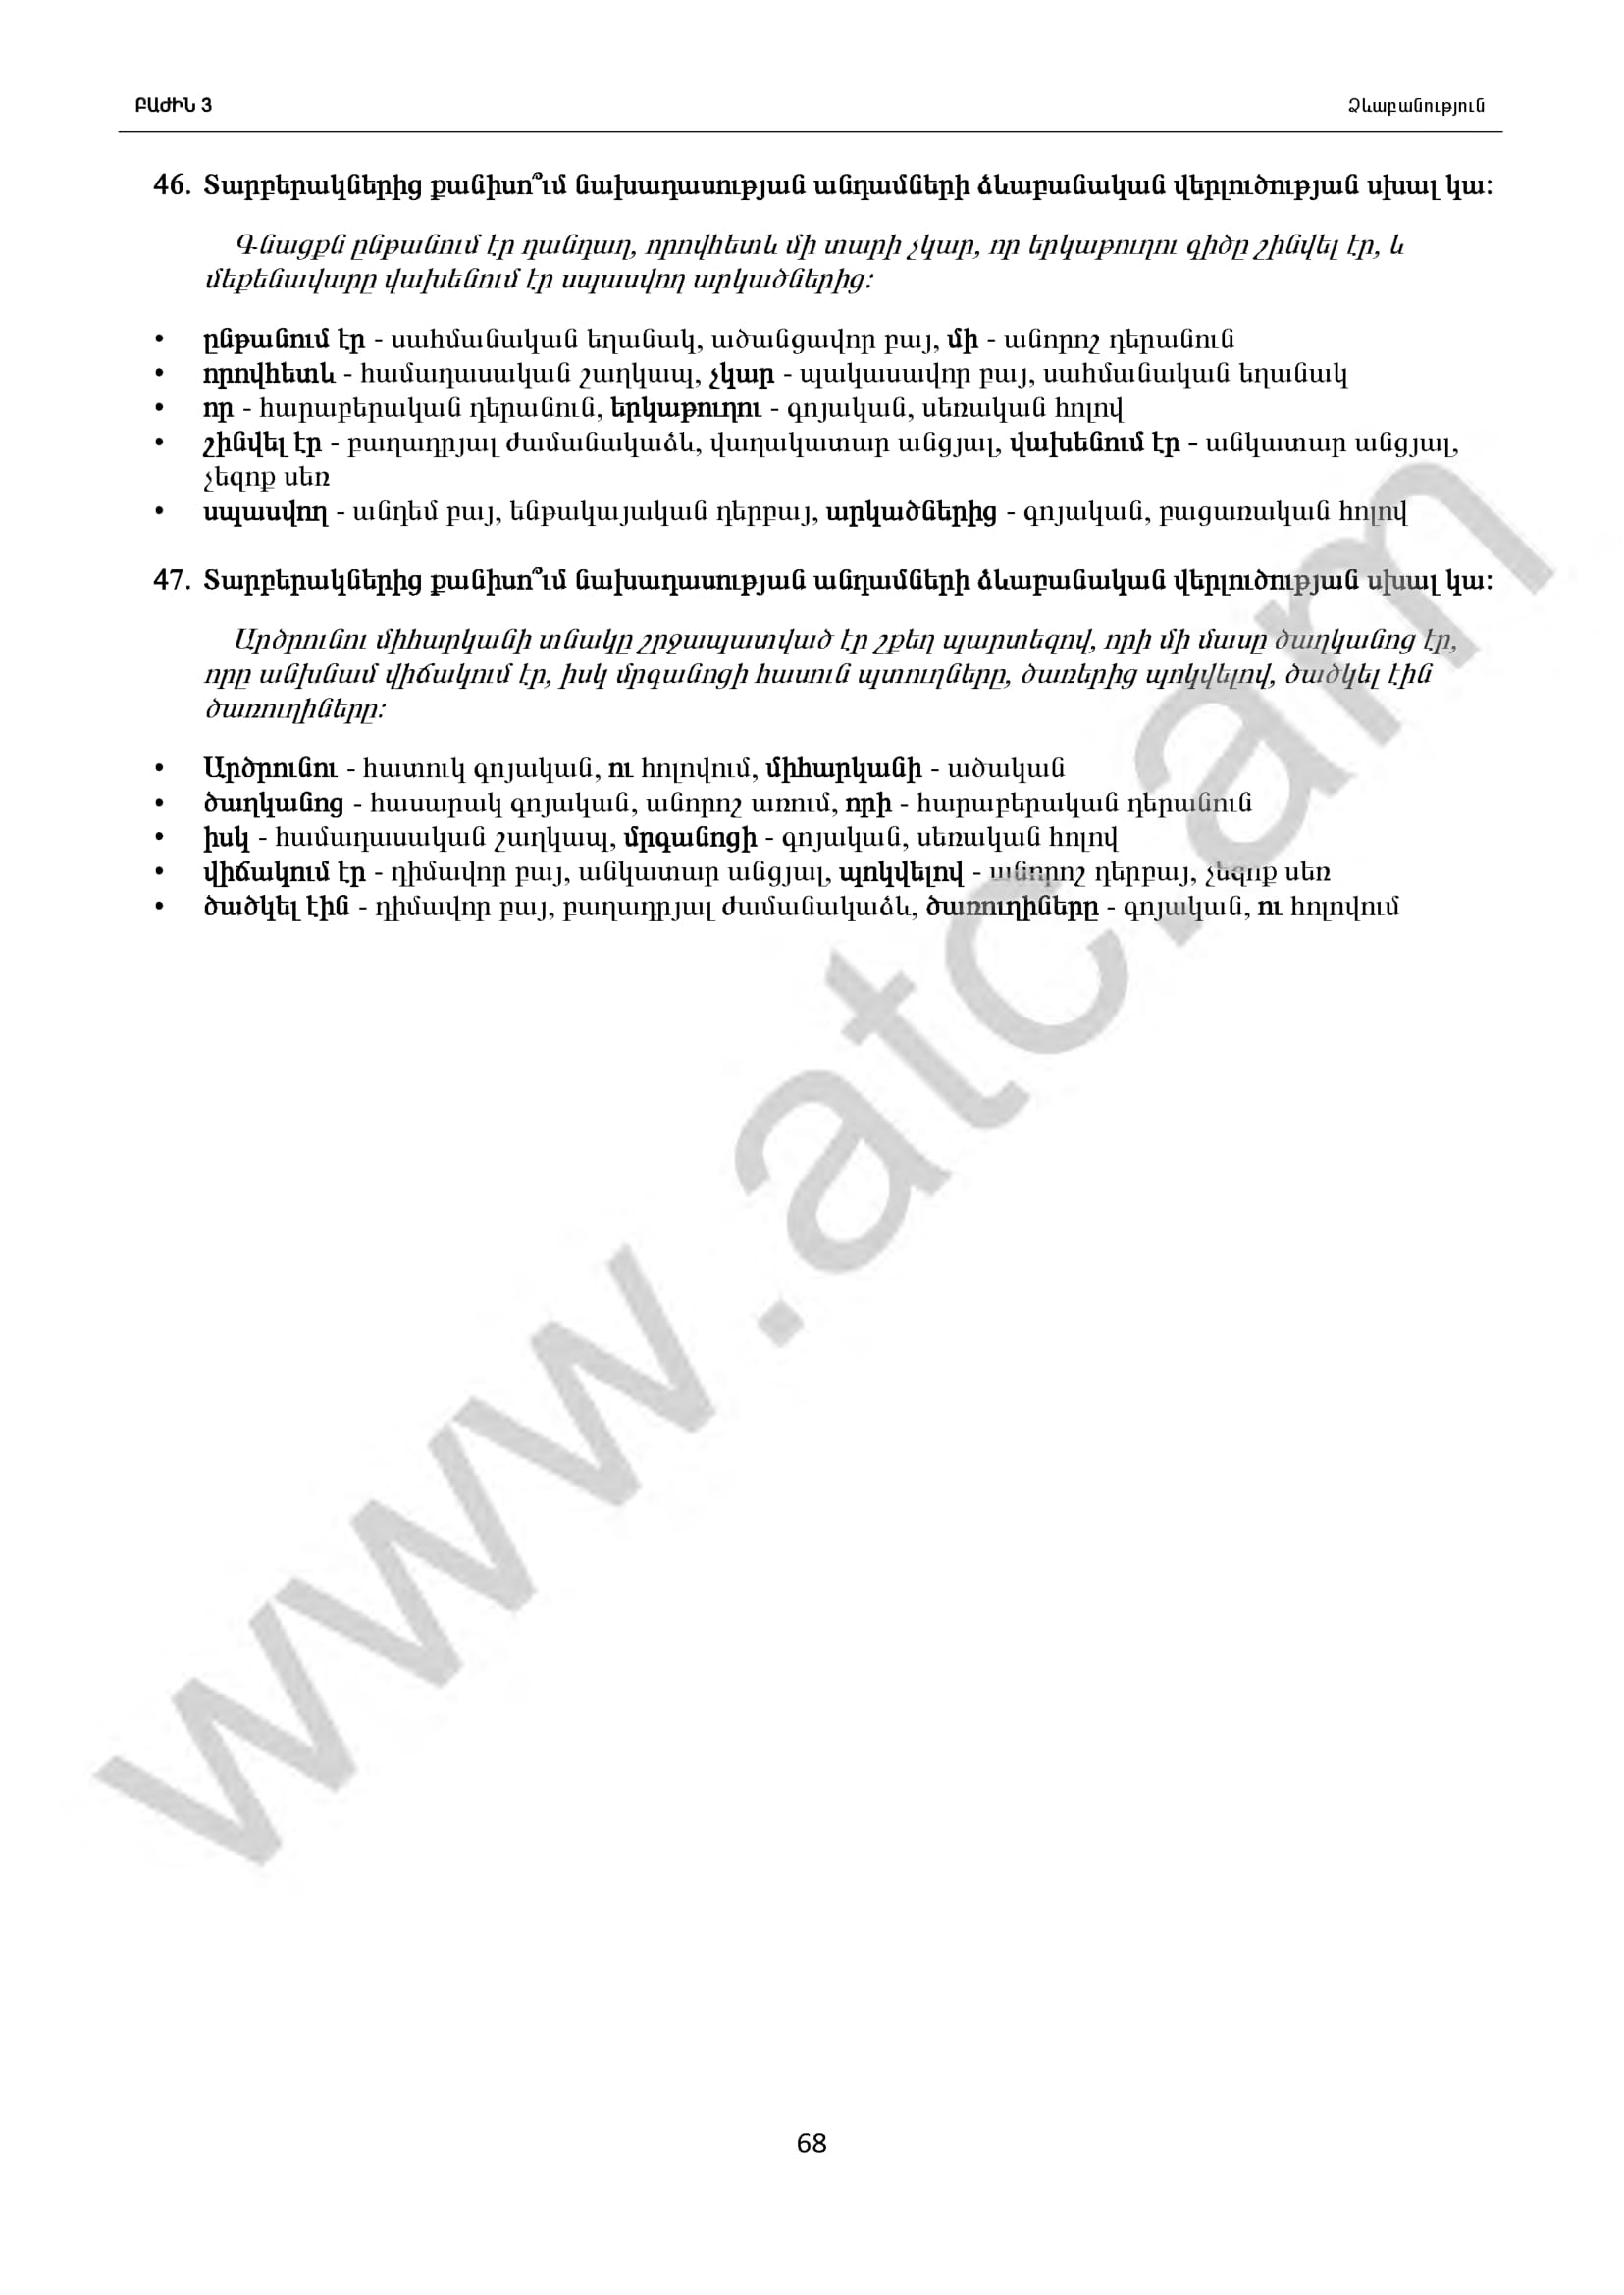 ԲԱԺԻՆ 3 Ձևաբանություն
46. Տարբերակներից քանիսո՞ւմ նախադասության անդամների ձևաբանական վերլուծության սխալ կա:
Գնացքն ընթանում էր դանդաղ, որովհետև մի տարի չկար, որ երկաթուղու գիծը շինվել էր, և
մեքենավարը վախենում էր սպասվող արկածներից:
• ընթանում էր - սահմանական եղանակ, ածանցավոր բայ, մի - անորոշ դերանուն
• որովհետև - համադասական շաղկապ, չկար - պակասավոր բայ, սահմանական եղանակ
• որ - հարաբերական դերանուն, երկաթուղու - գոյական, սեռական հոլով
• շինվել էր - բաղադրյալ ժամանակաձև, վաղակատար անցյալ, վախենում էր - անկատար անցյալ,
չեզոք սեռ
• սպասվող - անդեմ բայ, ենթակայական դերբայ, արկածներից - գոյական, բացառական հոլով
47. Տարբերակներից քանիսո՞ւմ նախադասության անդամների ձևաբանական վերլուծության սխալ կա:
Արծրունու միհարկանի տնակը շրջապատված էր շքեղ պարտեզով, որի մի մասը ծաղկանոց էր,
որը անխնամ վիճակում էր, իսկ մրգանոցի հասուն պտուղները, ծառերից պոկվելով, ծածկել էին
ծառուղիները:
• Արծրունու - հատուկ գոյական, ու հոլովում, միհարկանի - ածական
• ծաղկանոց - հասարակ գոյական, անորոշ առում, որի - հարաբերական դերանուն
• իսկ - համադասական շաղկապ, մրգանոցի - գոյական, սեռական հոլով
• վիճակում էր - դիմավոր բայ, անկատար անցյալ, պոկվելով - անորոշ դերբայ, չեզոք սեռ
• ծածկել էին - դիմավոր բայ, բաղադրյալ ժամանակաձև, ծառուղիները - գոյական, ու հոլովում
www.atc.am
68